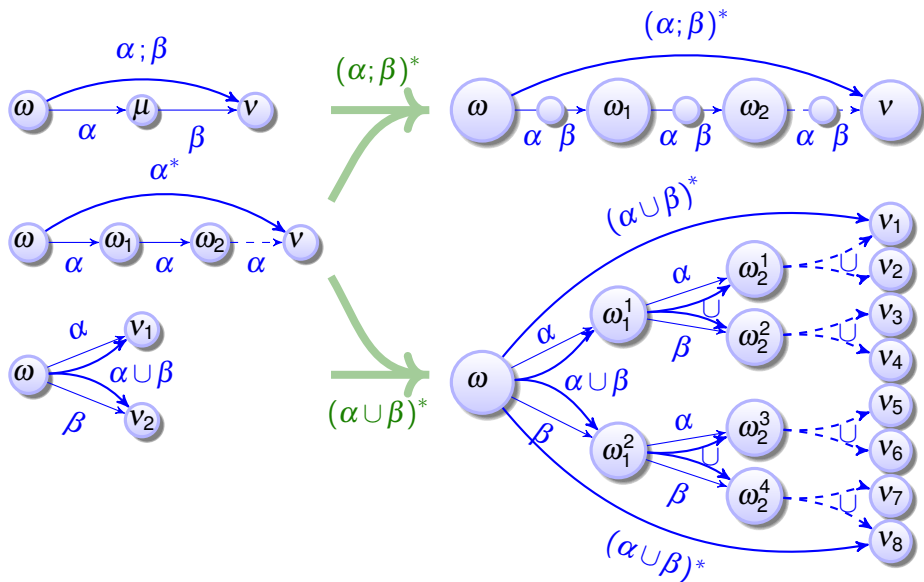 α;β
ω μ ν
α β
α*
ω ω₁ ω₂ ν
α α α
α ν₁
ω α∪β
β ν₂
(α;β)*
(α∪β)*
(α;β)*
ω ω₁ ω₂ ν
α β α β α β
(α∪β)*
ν₁
α ω₂¹ ∪
ν₂
α ω₁¹ ∪
ν₃
β ω₂² ∪
ν₄
ω α∪β
ν₅
β α ω₂³ ∪
ω₁² ∪
ν₆
β ω₂⁴ ∪
ν₇
ν₈
(α∪β)*